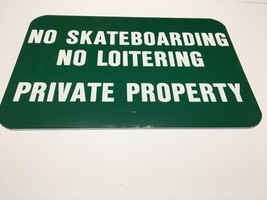 NO SKATEBOARDING
NO LOITERING
PRIVATE PROPERTY